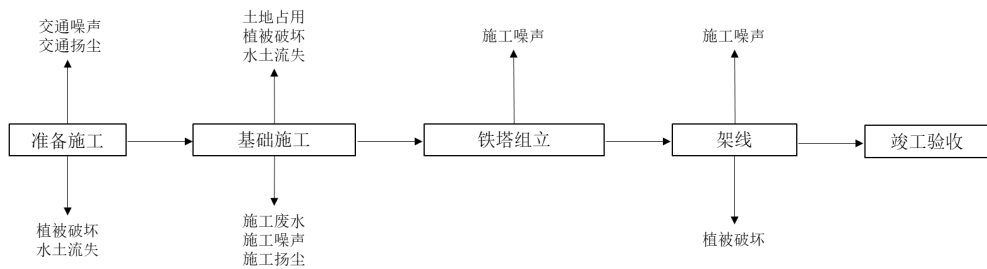 交通噪声
交通扬尘
土地占用
植被破坏
水土流失
施工噪声
施工噪声
准备施工
基础施工
铁塔组立
架线
竣工验收
植被破坏
水土流失
施工废水
施工噪声
施工扬尘
植被破坏